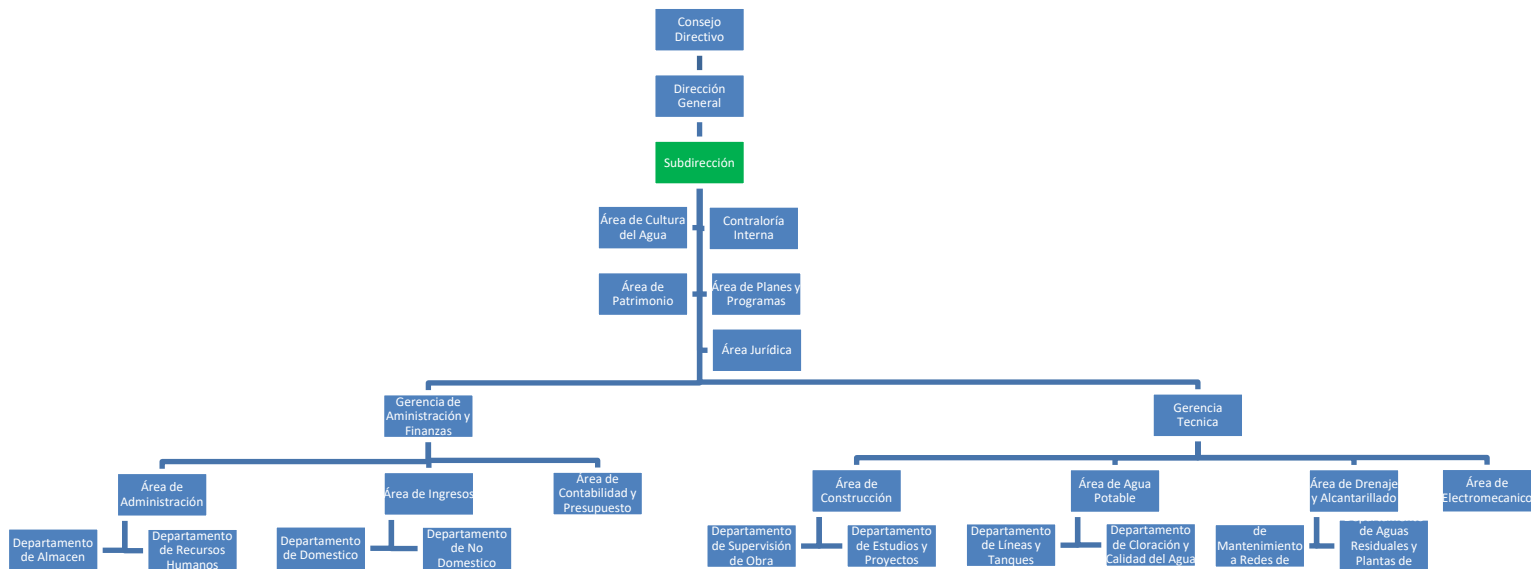 Consejo
Directivo
Dirección
General
Subdirección
Área de Cultura
del Agua
Contraloría
Interna
Área de
Patrimonio
Área de Planes y
Programas
Área Jurídica
Gerencia de
Aministración y
Finanzas
Gerencia
Tecnica
Área de
Administración
Área de Ingresos
Área de
Contabilidad y
Presupuesto
Área de
Construcción
Área de Agua
Potable
Área de Drenaje
y Alcantarillado
Área de
Electromecanico
Departamento
de Almacen
Departamento
de Recursos
Humanos
Departamento
de Domestico
Departamento
de No
Domestico
Departamento
de Supervisión
de Obra
Departamento
de Estudios y
Proyectos
Departamento
de Líneas y
Tanques
Departamento
de Cloración y
Calidad del Agua
de
Mantenimiento
a Redes de
de Aguas
Residuales y
Plantas de